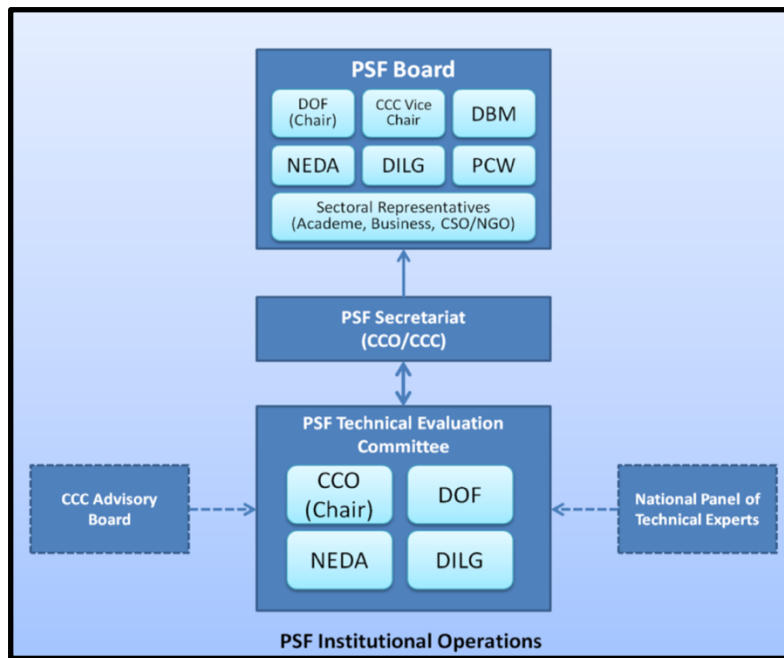 PSF Board
DOF
(Chair)
CCC Vice
Chair
DBM
NEDA
DILG
PCW
Sectoral Representatives
(Academe, Business, CSO/NGO)
PSF Secretariat
(CCO/CCC)
PSF Technical Evaluation
Committee
CCO
(Chair)
DOF
NEDA
DILG
CCC Advisory
Board
National Panel of
Technical Experts
PSF Institutional Operations